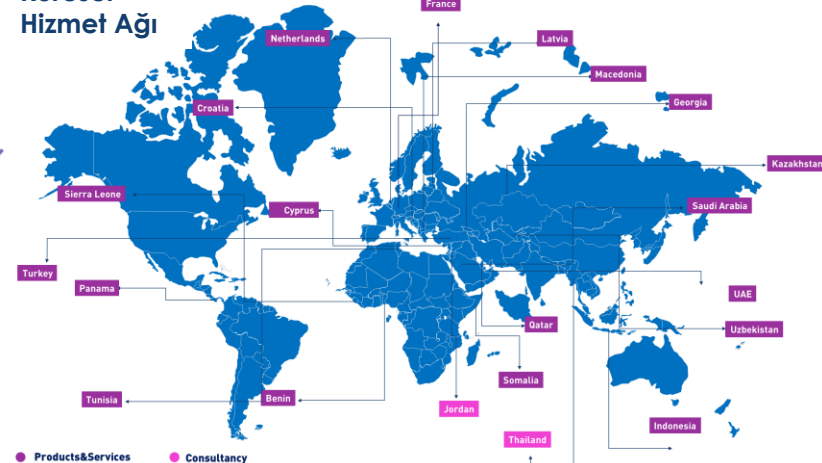 Hizmet Ağı
France
Netherlands
Latvia
Macedonia
Croatia
Georgia
Kazakhstan
Sierra Leone
Cyprus
Saudi Arabia
Turkey
Panama
UAE
Qatar
Uzbekistan
Somalia
Tunisia
Benin
Jordan
Indonesia
Thailand
Products&Services
Consultancy